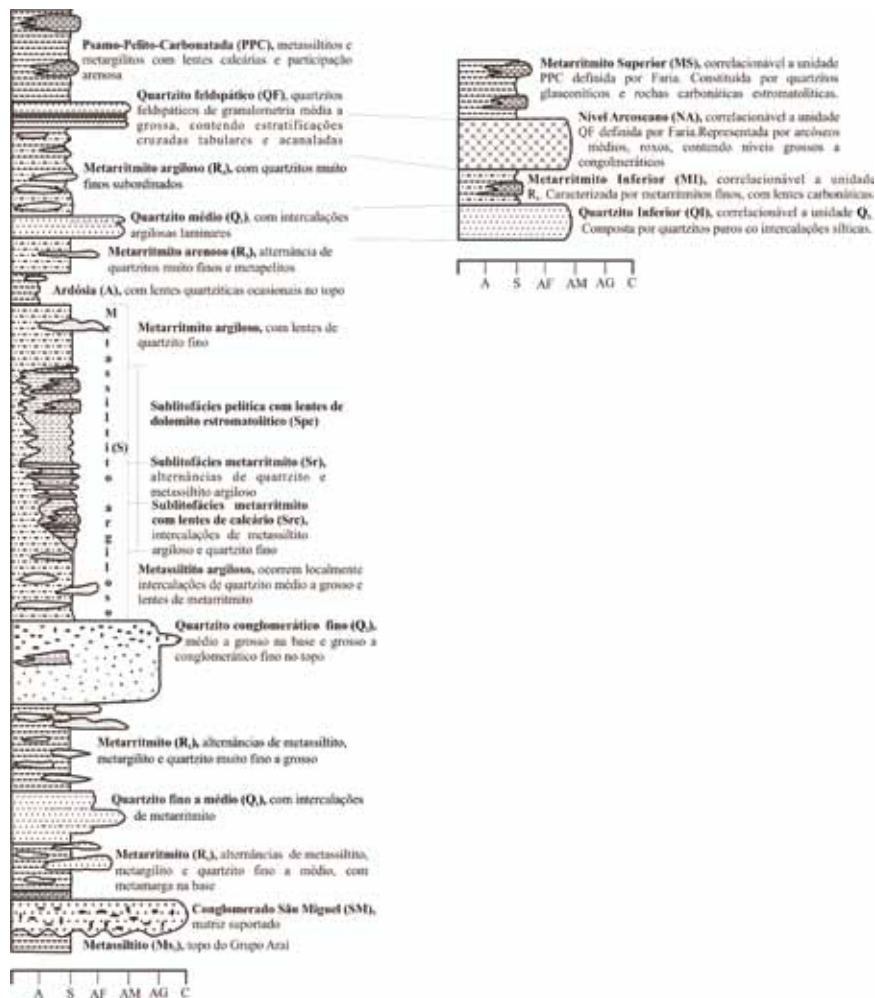 Psamo-Pelito-Carbonatada (PPC), metassiltitos e
metargilitos com lentes calcárias e participação
arenosa
Quartzito feldspático (QF), quartzitos
feldspáticos de granulometria média a
grossa, contendo estratificações
cruzadas tabulares e acanaladas
Metarritmito argiloso (R₄), com quartzitos muito
finos subordinados
Quartzito médio (Q₃), com intercalações
argilosas laminares
Metarritmito arenoso (R₃), alternância de
quartzitos muito finos e metapelitos
Ardósia (A), com lentes quartzíticas ocasionais no topo
Metassiltito argiloso
(S)
Metarritmito argiloso, com lentes de
quartzito fino
Sublitofácies pelítica com lentes de
dolomito estromatolítico (Spc)
Sublitofácies metarritmito (Sr),
alternâncias de quartzito e
metassiltito argiloso
Sublitofácies metarritmito
com lentes de calcário (Src),
intercalações de metassiltito
argiloso e quartzito fino
Metassiltito argiloso, ocorrem localmente
intercalações de quartzito médio a grosso e
lentes de metarritmito
Quartzito conglomerático fino (Q₂),
médio a grosso na base e grosso a
conglomerático fino no topo
Metarritmito (R₂), alternâncias de metassiltito,
metargilito e quartzito muito fino a grosso
Quartzito fino a médio (Q₁), com intercalações
de metarritmito
Metarritmito (R₁), alternâncias de metassiltito,
metargilito e quartzito fino a médio, com
metamarga na base
Conglomerado São Miguel (SM),
matriz suportado
Metassiltito (Ms), topo do Grupo Araí
A S AF AM AG C
Metarritmito Superior (MS), correlacionável a unidade
PPC definida por Faria. Constituída por quartzitos
glauconíticos e rochas carbonáticas estromatolíticas.
Nível Arcoseano (NA), correlacionável a unidade
QF definida por Faria.Representada por arcóseos
médios, roxos, contendo níveis grossos a
congolmeráticos
Metarritmito Inferior (MI), correlacionável a unidade
R₄. Caracterizada por metarritmitos finos, com lentes carbonáticas.
Quartzito Inferior (QI), correlacionável a unidade Q₃
Composta por quartzitos puros co intercalações sílticas.
A S AF AM AG C